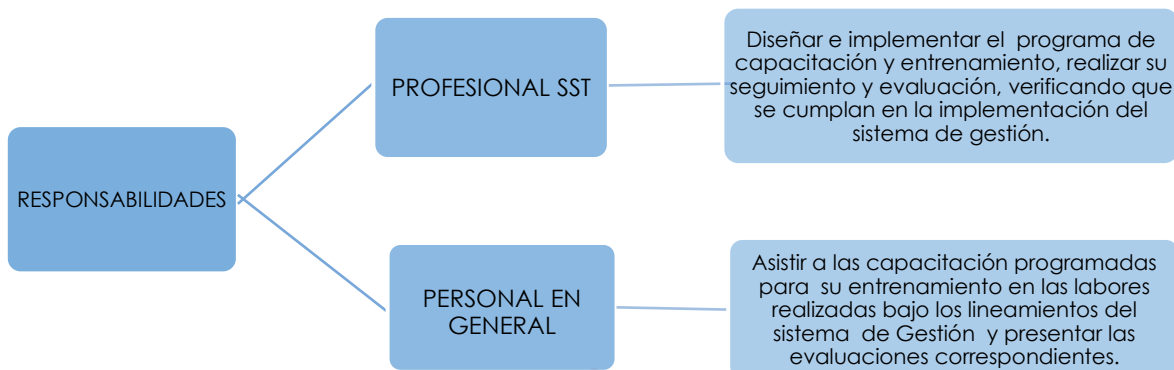 RESPONSABILIDADES
PROFESIONAL SST
Diseñar e implementar el programa de
capacitación y entrenamiento, realizar su
seguimiento y evaluación, verificando que
se cumplan en la implementación del
sistema de gestión.
PERSONAL EN
GENERAL
Asistir a las capacitación programadas
para su entrenamiento en las labores
realizadas bajo los lineamientos del
sistema de Gestión y presentar las
evaluaciones correspondientes.